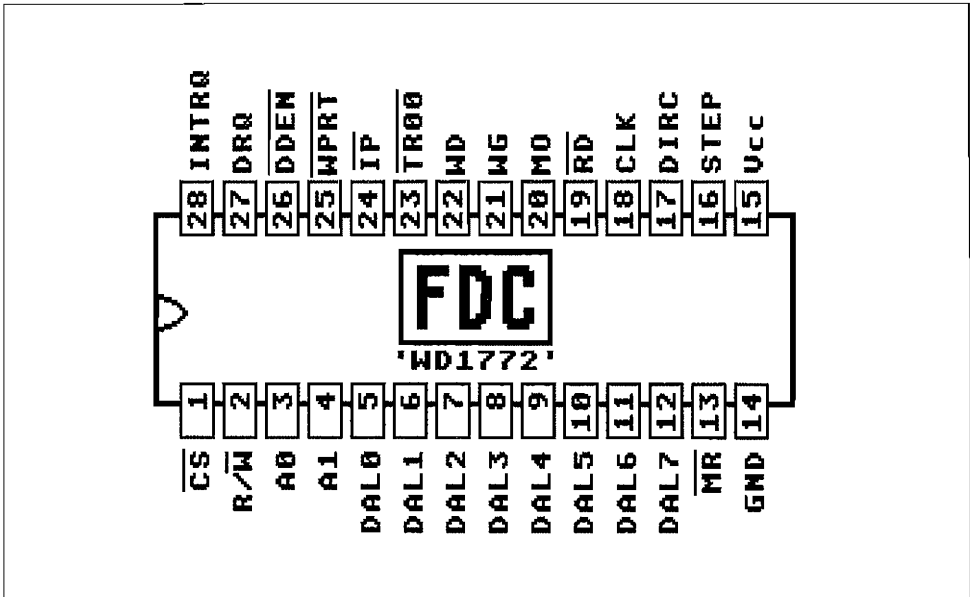 INTRQ
DRQ
DDEN
WPRT
IP
TR00
WD
WG
MO
RD
CLK
DIRC
STEP
Vcc
28
27
26
25
24
23
22
21
20
19
18
17
16
15
FDC
'WD1772'
1
2
3
4
5
6
7
8
9
10
11
12
13
14
CS
R/W
A0
A1
DAL0
DAL1
DAL2
DAL3
DAL4
DAL5
DAL6
DAL7
MR
GND